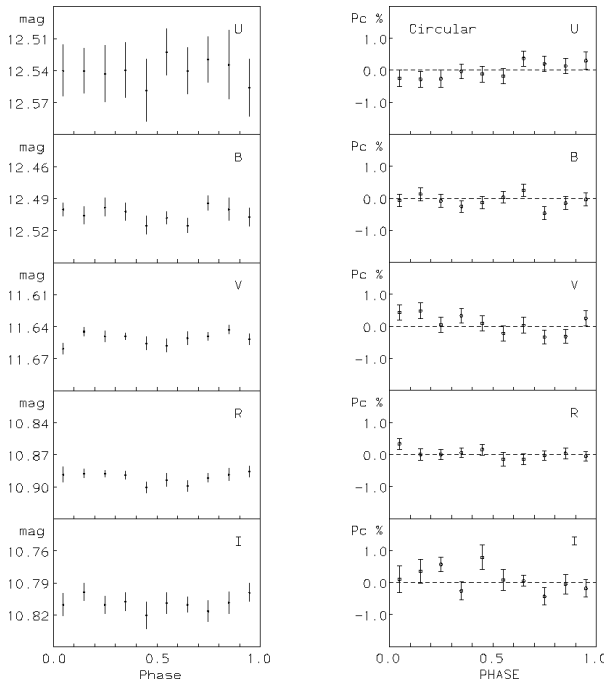 mag
U
12.51
12.54
12.57
mag
B
12.46
12.49
12.52
mag
V
11.61
11.64
11.67
mag
R
10.84
10.87
10.90
mag
I
10.76
10.79
10.82
0.0 0.5 1.0
Phase
Pc %
Circular U
1.0
0.0
-1.0
Pc %
B
1.0
0.0
-1.0
Pc %
V
1.0
0.0
-1.0
Pc %
R
1.0
0.0
-1.0
Pc %
I
1.0
0.0
-1.0
0.0 0.5 1.0
PHASE